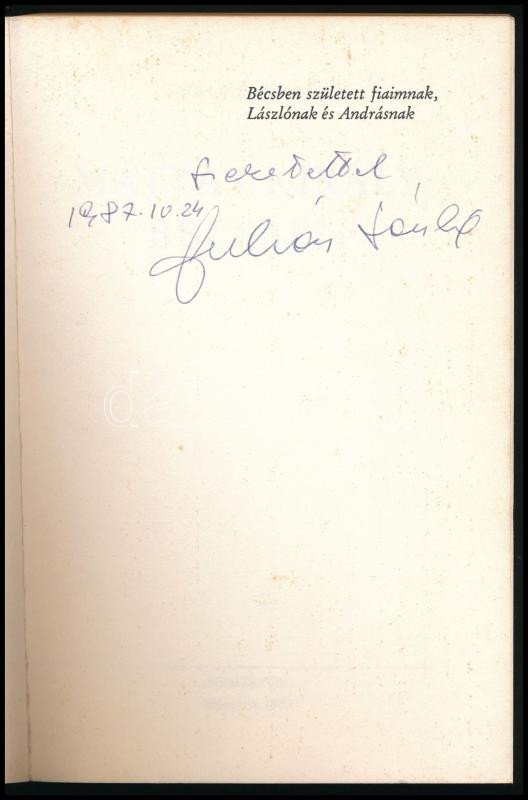 Bécsben született fiaimnak,
Lászlónak és Andrásnak
Szeretettel
1987.10.24